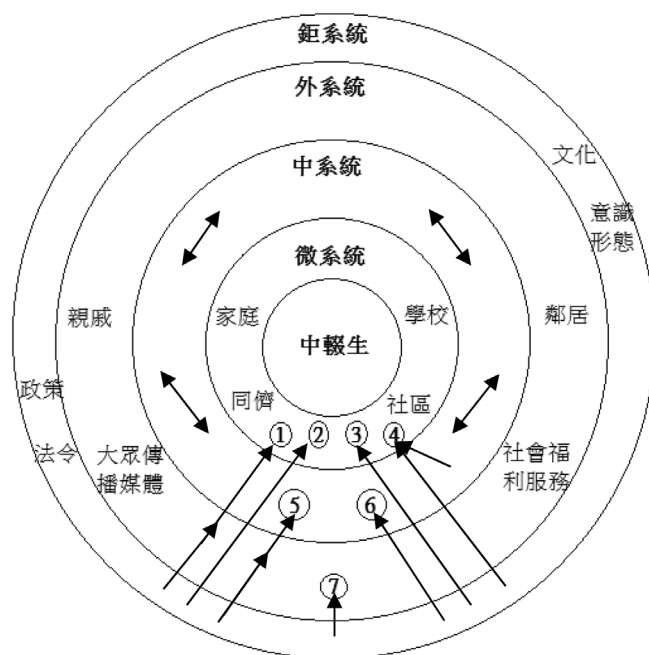 鉅系統
外系統
文化
中系統
意識
形態
微系統
親戚
家庭
學校
鄰居
中輟生
政策
同儕
社區
法令
大眾傳
播媒體
①
②
③
④
社會福
利服務
⑤
⑥
⑦